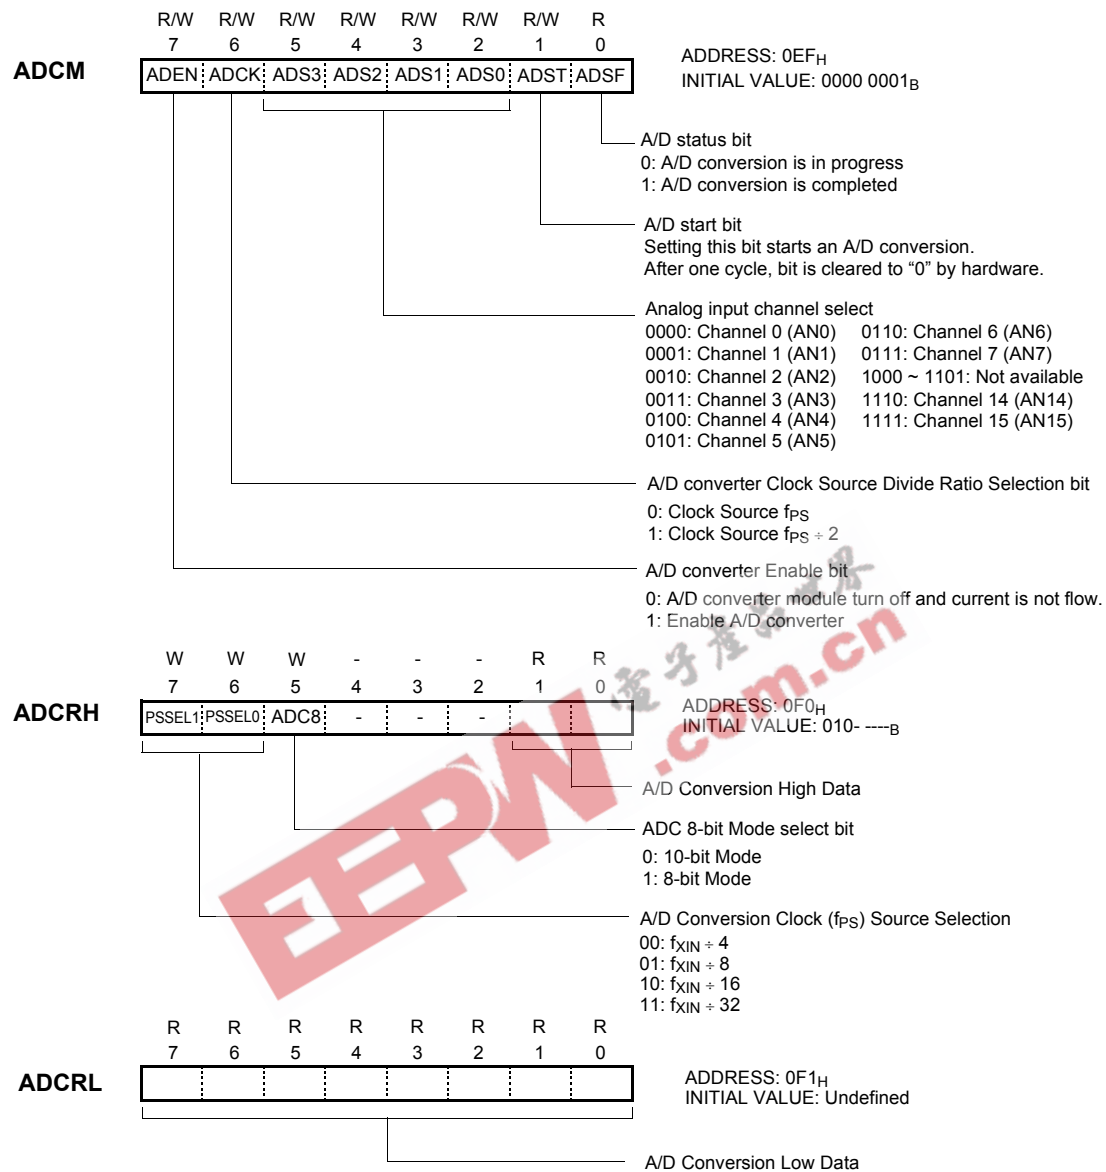 R/W R/W R/W R/W R/W R/W R/W R
7 6 5 4 3 2 1 0
ADCM ADEN ADCK ADS3 ADS2 ADS1 ADS0 ADST ADSF
ADDRESS: 0EFH
INITIAL VALUE: 0000 0001B
A/D status bit
0: A/D conversion is in progress
1: A/D conversion is completed
A/D start bit
Setting this bit starts an A/D conversion.
After one cycle, bit is cleared to “0” by hardware.
Analog input channel select
0000: Channel 0 (AN0) 0110: Channel 6 (AN6)
0001: Channel 1 (AN1) 0111: Channel 7 (AN7)
0010: Channel 2 (AN2) 1000 ~ 1101: Not available
0011: Channel 3 (AN3) 1110: Channel 14 (AN14)
0100: Channel 4 (AN4) 1111: Channel 15 (AN15)
0101: Channel 5 (AN5)
A/D converter Clock Source Divide Ratio Selection bit
0: Clock Source fPS
1: Clock Source fPS ÷ 2
A/D converter Enable bit
0: A/D converter module turn off and current is not flow.
1: Enable A/D converter
W W W - - - R R
7 6 5 4 3 2 1 0
ADCRH PSSEL1 PSSEL0 ADC8 - - -
ADDRESS: 0F0H
INITIAL VALUE: 010- ----B
A/D Conversion High Data
ADC 8-bit Mode select bit
0: 10-bit Mode
1: 8-bit Mode
A/D Conversion Clock (fPS) Source Selection
00: fXIN ÷ 4
01: fXIN ÷ 8
10: fXIN ÷ 16
11: fXIN ÷ 32
R R R R R R R R
7 6 5 4 3 2 1 0
ADCRL
ADDRESS: 0F1H
INITIAL VALUE: Undefined
A/D Conversion Low Data
EEPW
.com.cn
電子產品世界